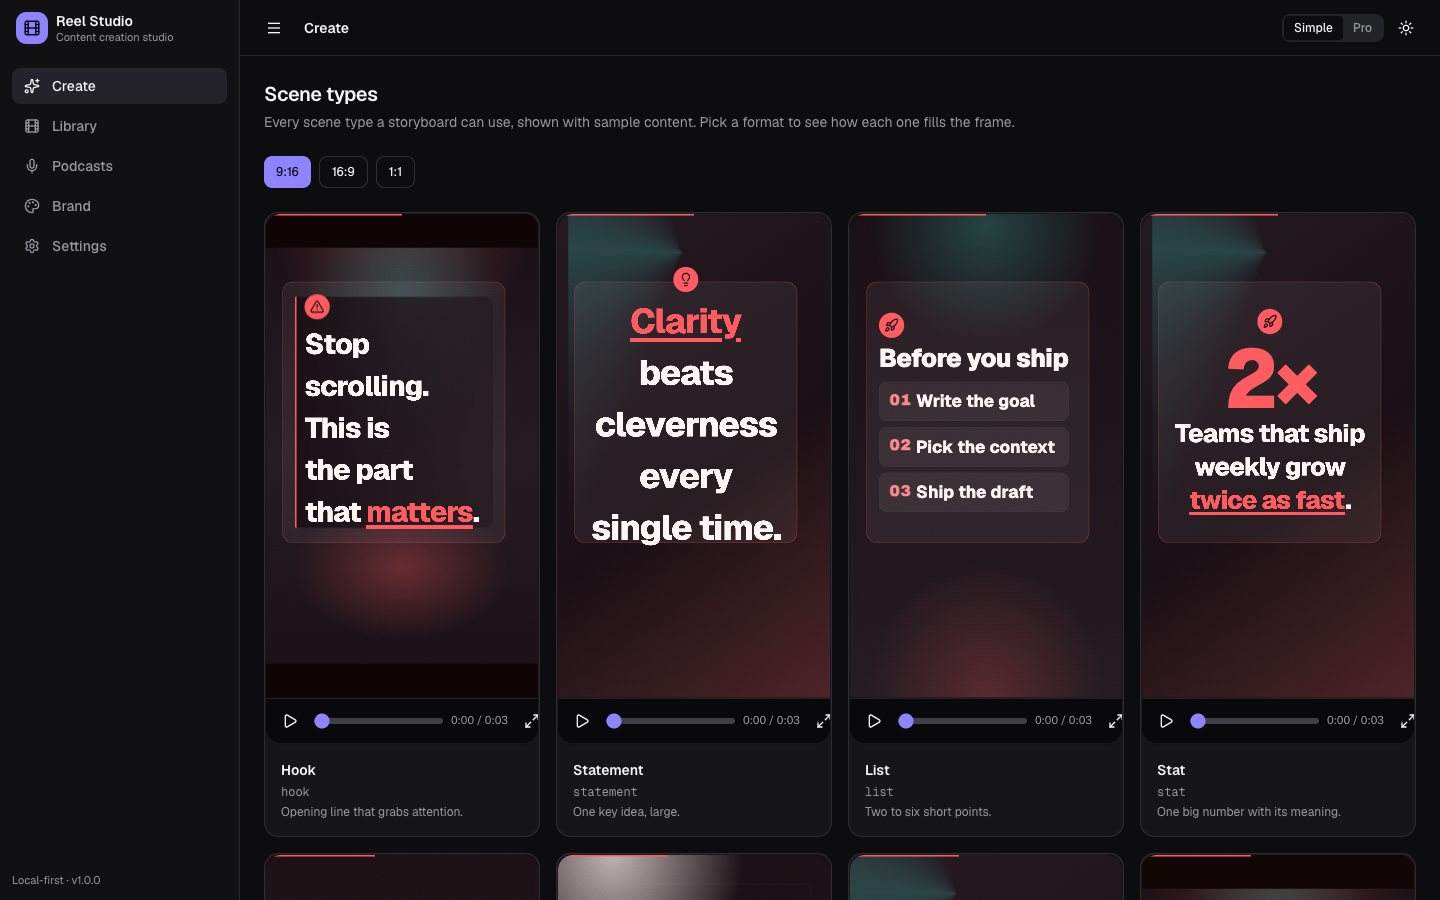 Reel Studio
Content creation studio
Create
Library
Podcasts
Brand
Settings
Local-first · v1.0.0
Create
Simple
Pro
Scene types
Every scene type a storyboard can use, shown with sample content. Pick a format to see how each one fills the frame.
9:16
16:9
1:1
Stop
scrolling.
This is
the part
that matters.
0:00 / 0:03
Hook
hook
Opening line that grabs attention.
Clarity
beats
cleverness
every
single time.
0:00 / 0:03
Statement
statement
One key idea, large.
Before you ship
01 Write the goal
02 Pick the context
03 Ship the draft
0:00 / 0:03
List
list
Two to six short points.
2×
Teams that ship
weekly grow
twice as fast.
0:00 / 0:03
Stat
stat
One big number with its meaning.